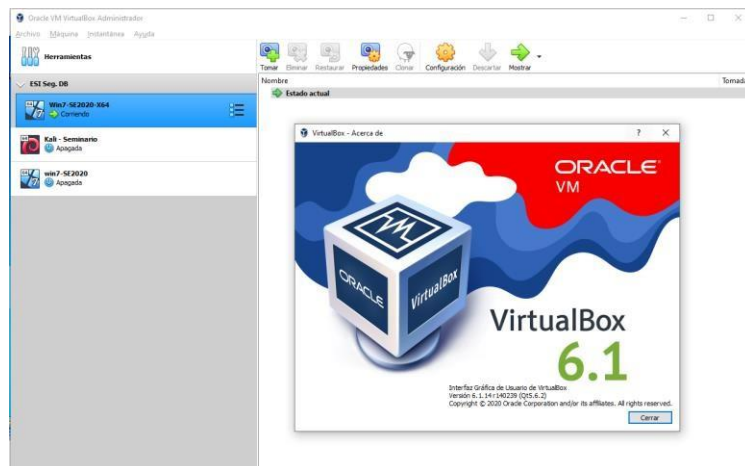 Oracle VM VirtualBox Administrador
Archivo Máquina Instantánea Ayuda
Herramientas
Tomar Eliminar Restaurar Propiedades Clonar Configuración Descartar Mostrar
Nombre Tomada
Estado actual
ESI Seg. DB
Win7-SE2020-X64
Corriendo
Kali - Seminario
Apagada
win7-SE2020
Apagada
VirtualBox - Acerca de
ORACLE
VM
ORACLE
VirtualBox
VirtualBox
6.1
Interfaz Gráfica de Usuario de VirtualBox
Versión 6.1.14 r140239 (Qt5.6.2)
Copyright © 2020 Oracle Corporation and/or its affiliates. All rights reserved.
Cerrar